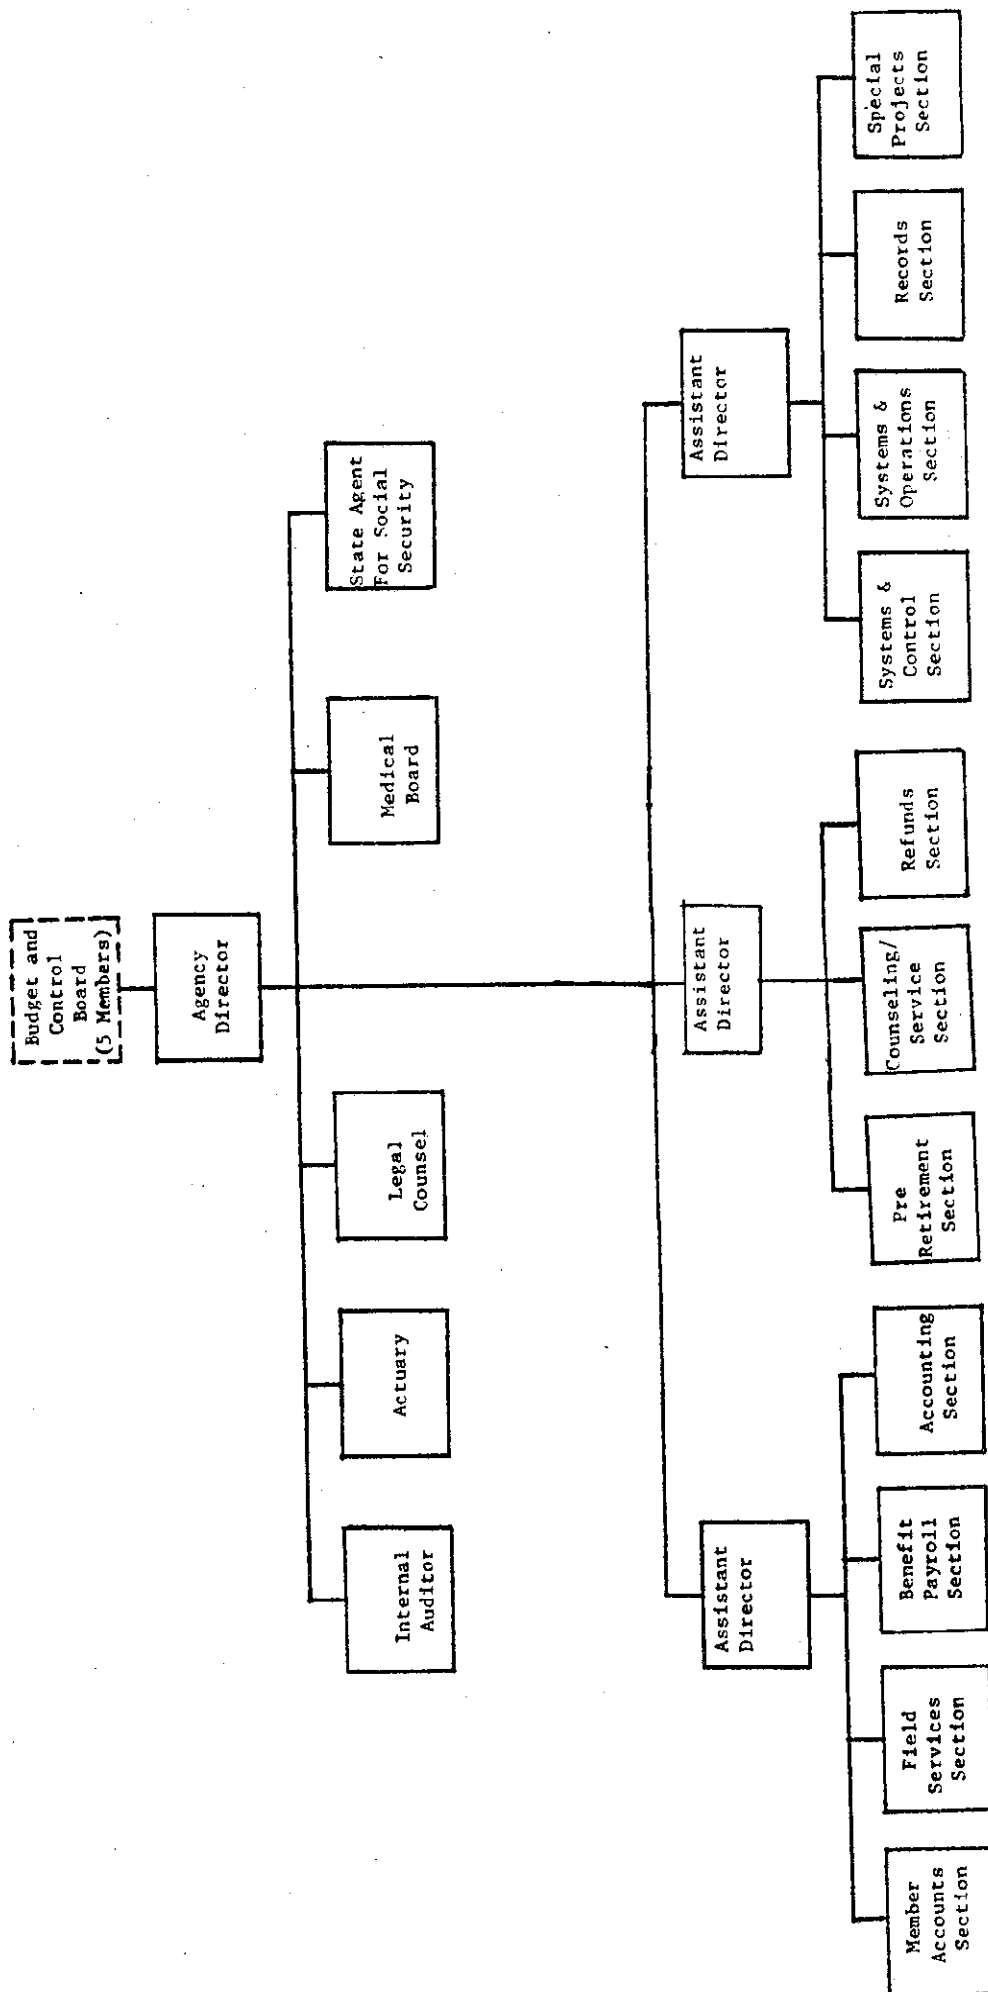 Budget and
Control
Board
(5 Members)
Agency
Director
Internal
Auditor
Actuary
Legal
Counsel
Medical
Board
State Agent
For Social
Security
Assistant
Director
Assistant
Director
Assistant
Director
Member
Accounts
Section
Field
Services
Section
Benefit
Payroll
Section
Accounting
Section
Pre
Retirement
Section
Counseling/
Service
Section
Refunds
Section
Systems &
Control
Section
Systems &
Operations
Section
Records
Section
Special
Projects
Section